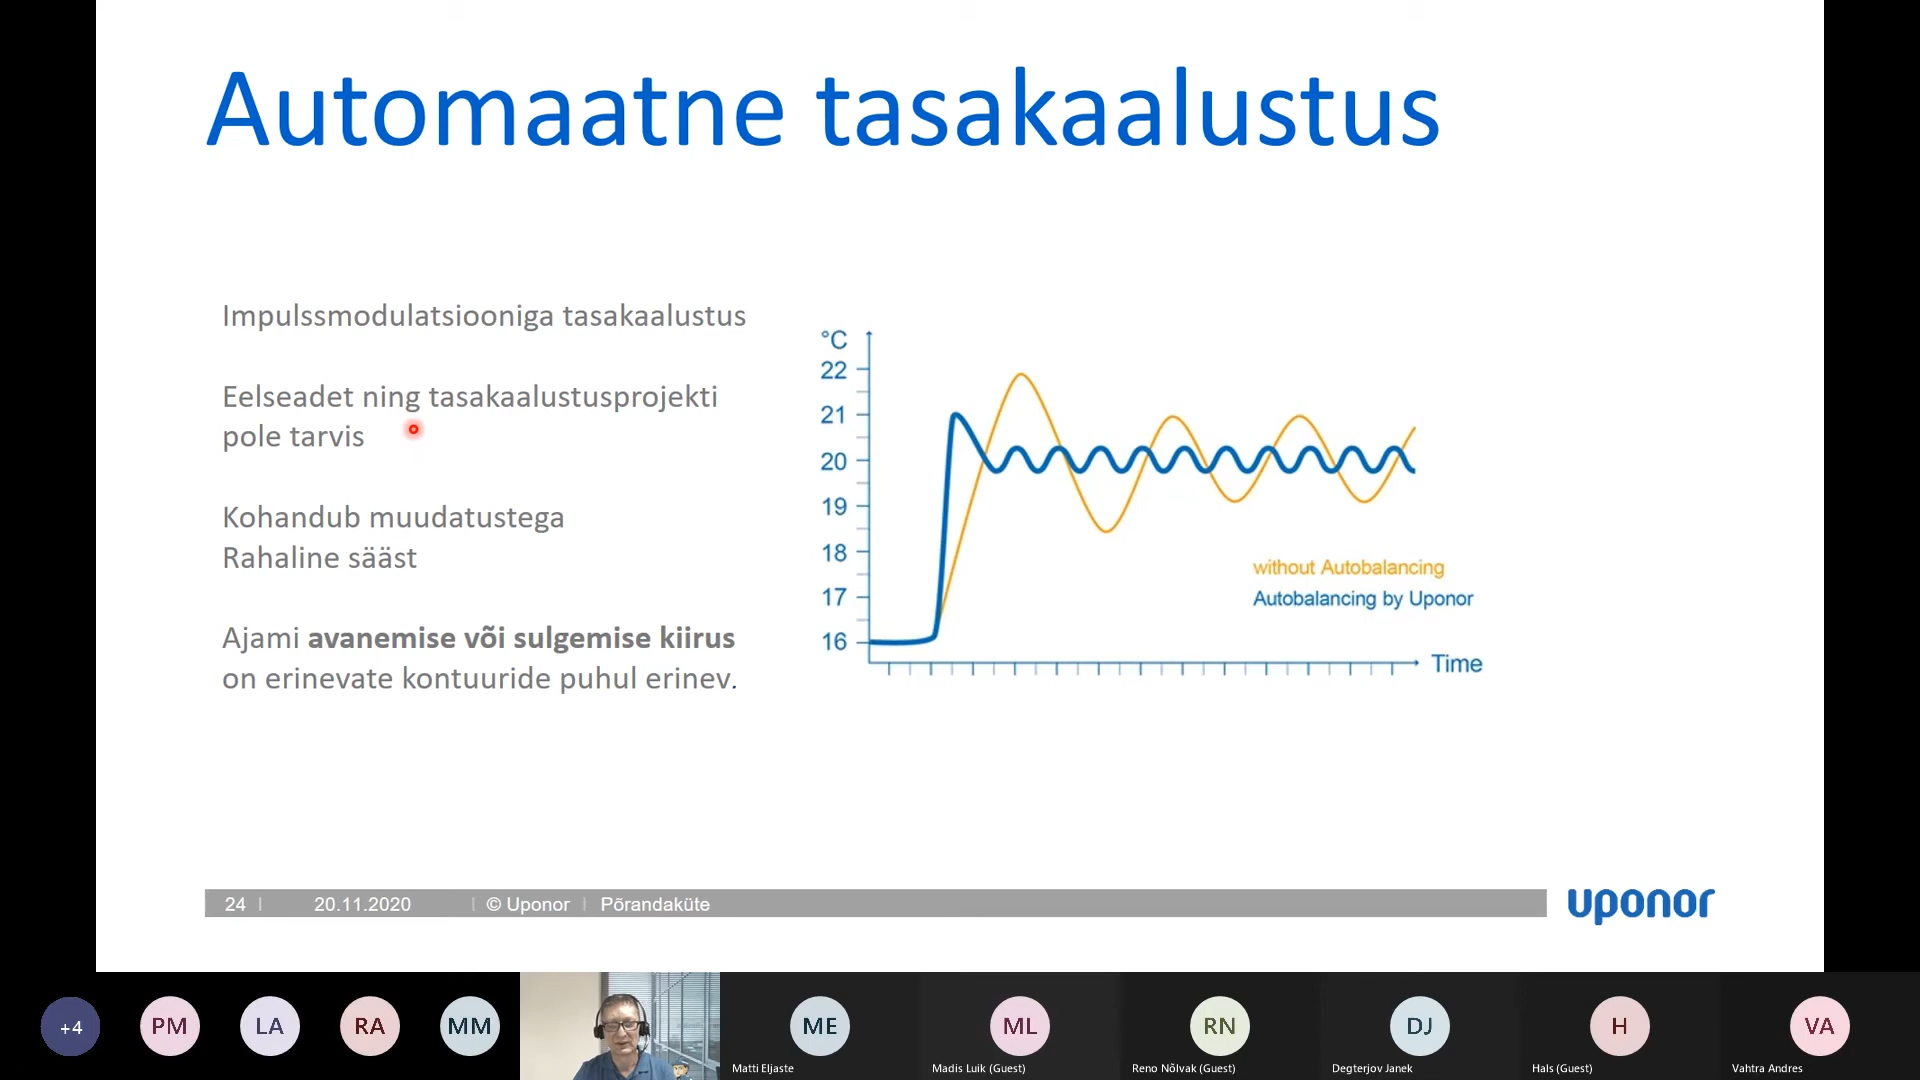 Automaatne tasakaalustus
Impulssmodulatsiooniga tasakaalustus
Eelseadet ning tasakaalustusprojekti
pole tarvis
Kohandub muudatustega
Rahaline sääst
Ajami avanemise või sulgemise kiirus
on erinevate kontuuride puhul erinev.
°C
22
21
20
19
18
17
16
without Autobalancing
Autobalancing by Uponor
Time
24 | 20.11.2020 | © Uponor | Põrandaküte
uponor
+4 PM LA RA MM ME ML RN DJ H VA
Matti Eljaste Madis Luik (Guest) Reno Nõlvak (Guest) Degterjov Janek Hals (Guest) Vahtra Andres